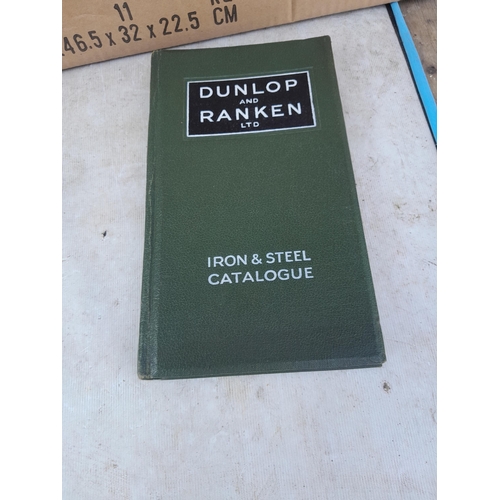 11
46.5 x 32 x 22.5 CM
DUNLOP
AND
RANKEN
LTD
IRON & STEEL
CATALOGUE